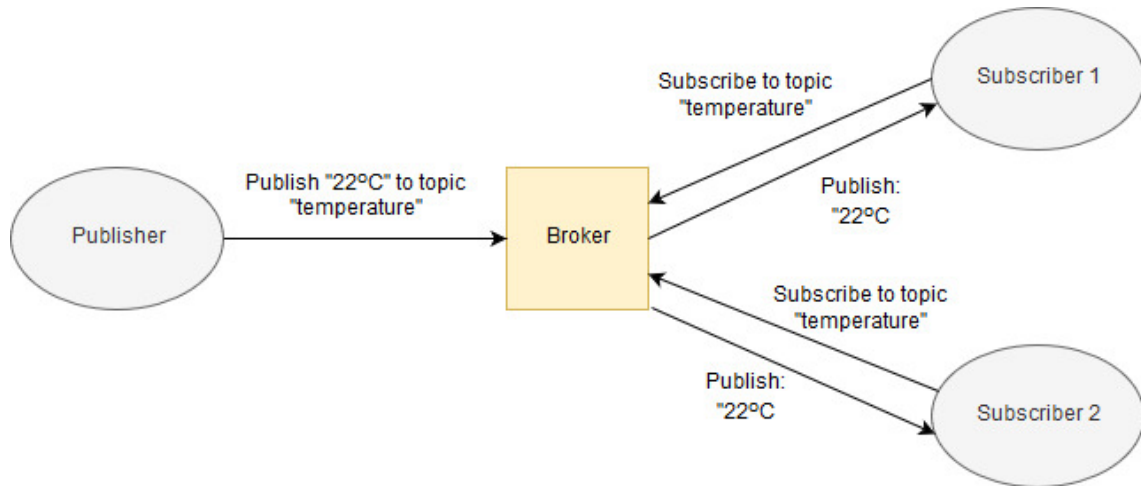 Subscriber 1
Subscribe to topic
"temperature"
Publish "22ºC" to topic
"temperature"
Publish:
"22ºC
Publisher
Broker
Subscribe to topic
"temperature"
Publish:
"22ºC
Subscriber 2